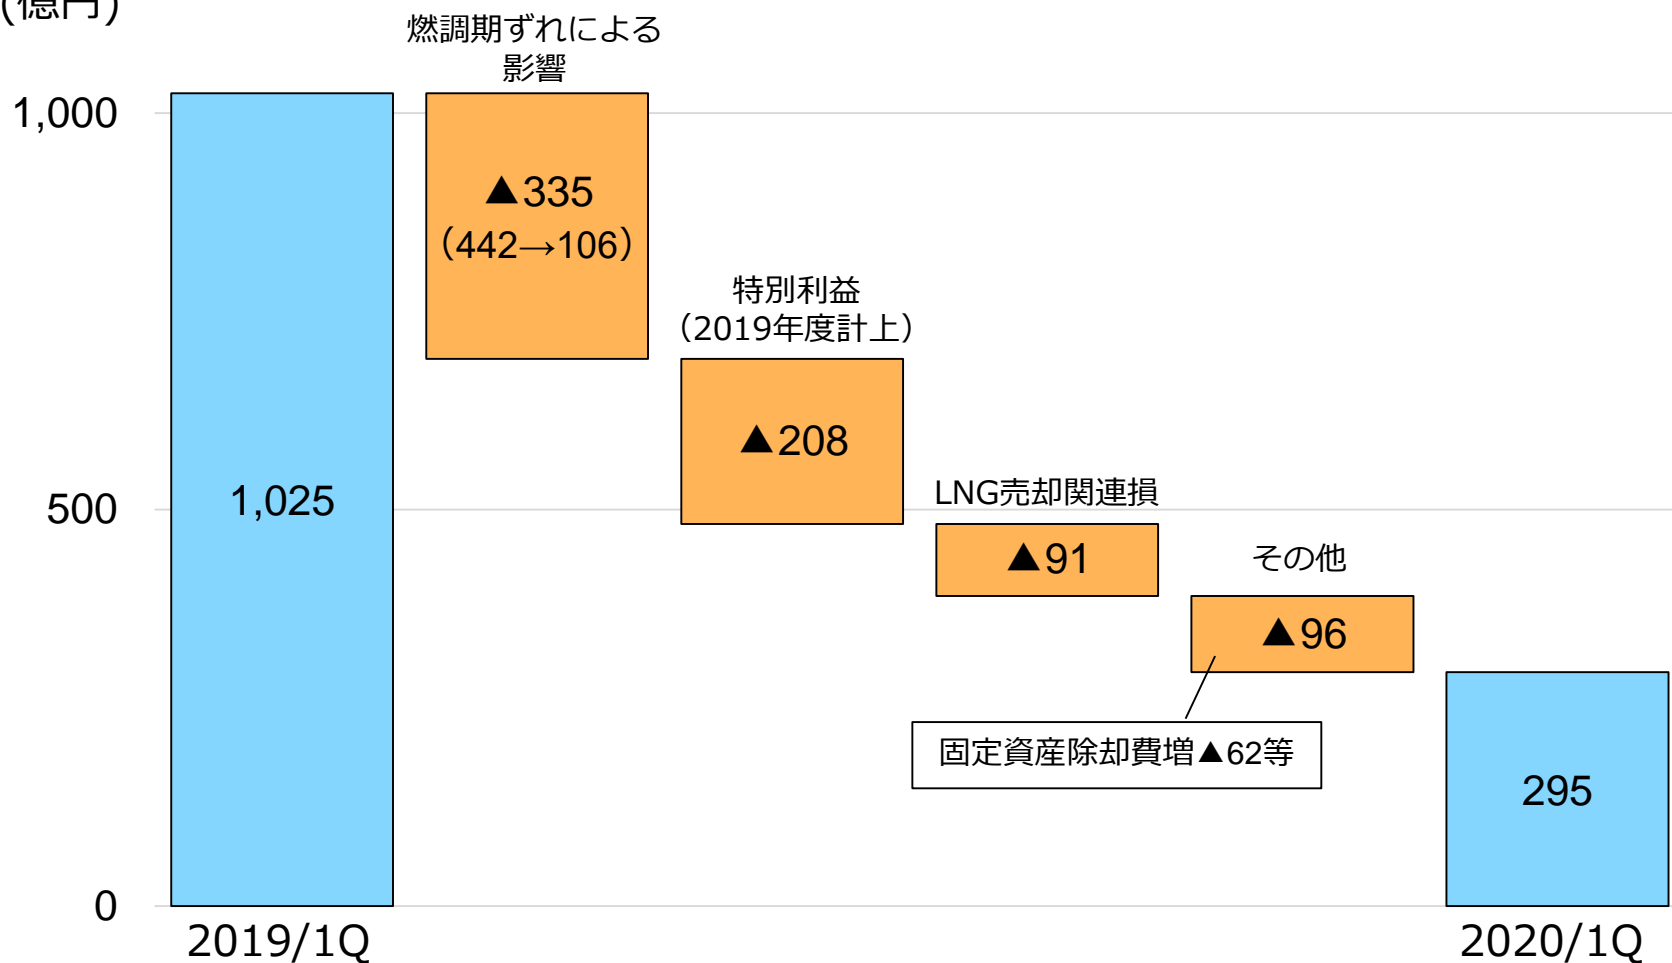 (億円)
燃調期ずれによる
影響
1,000
▲335
（442→106）
特別利益
（2019年度計上）
▲208
500
1,025
LNG売却関連損
▲91
その他
▲96
固定資産除却費増▲62等
295
0
2019/1Q
2020/1Q